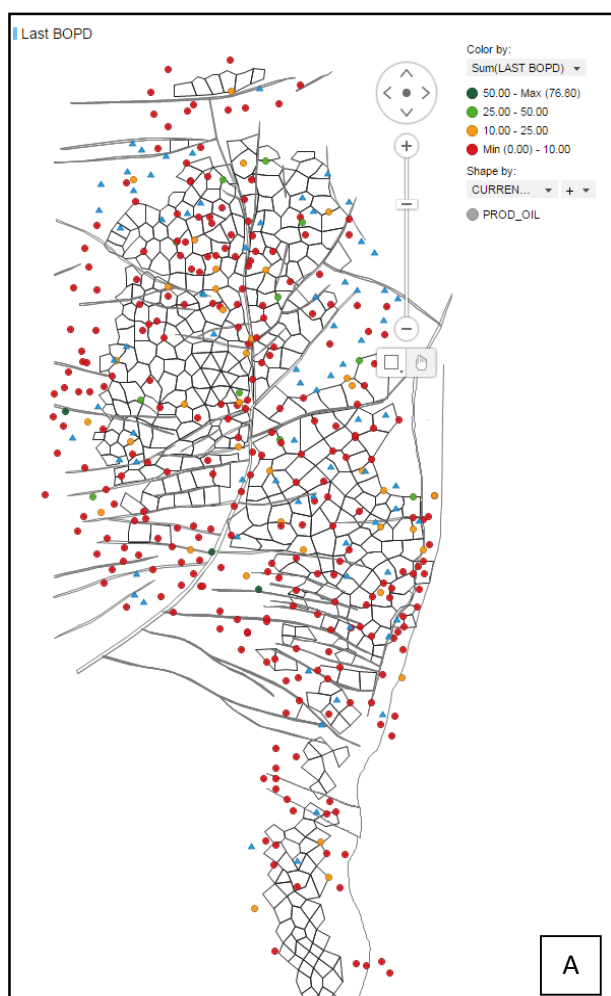 Last BOPD
Color by:
Sum(LAST BOPD)
50.00 - Max (76.80)
25.00 - 50.00
10.00 - 25.00
Min (0.00) - 10.00
Shape by:
CURREN...
+
PROD_OIL
A